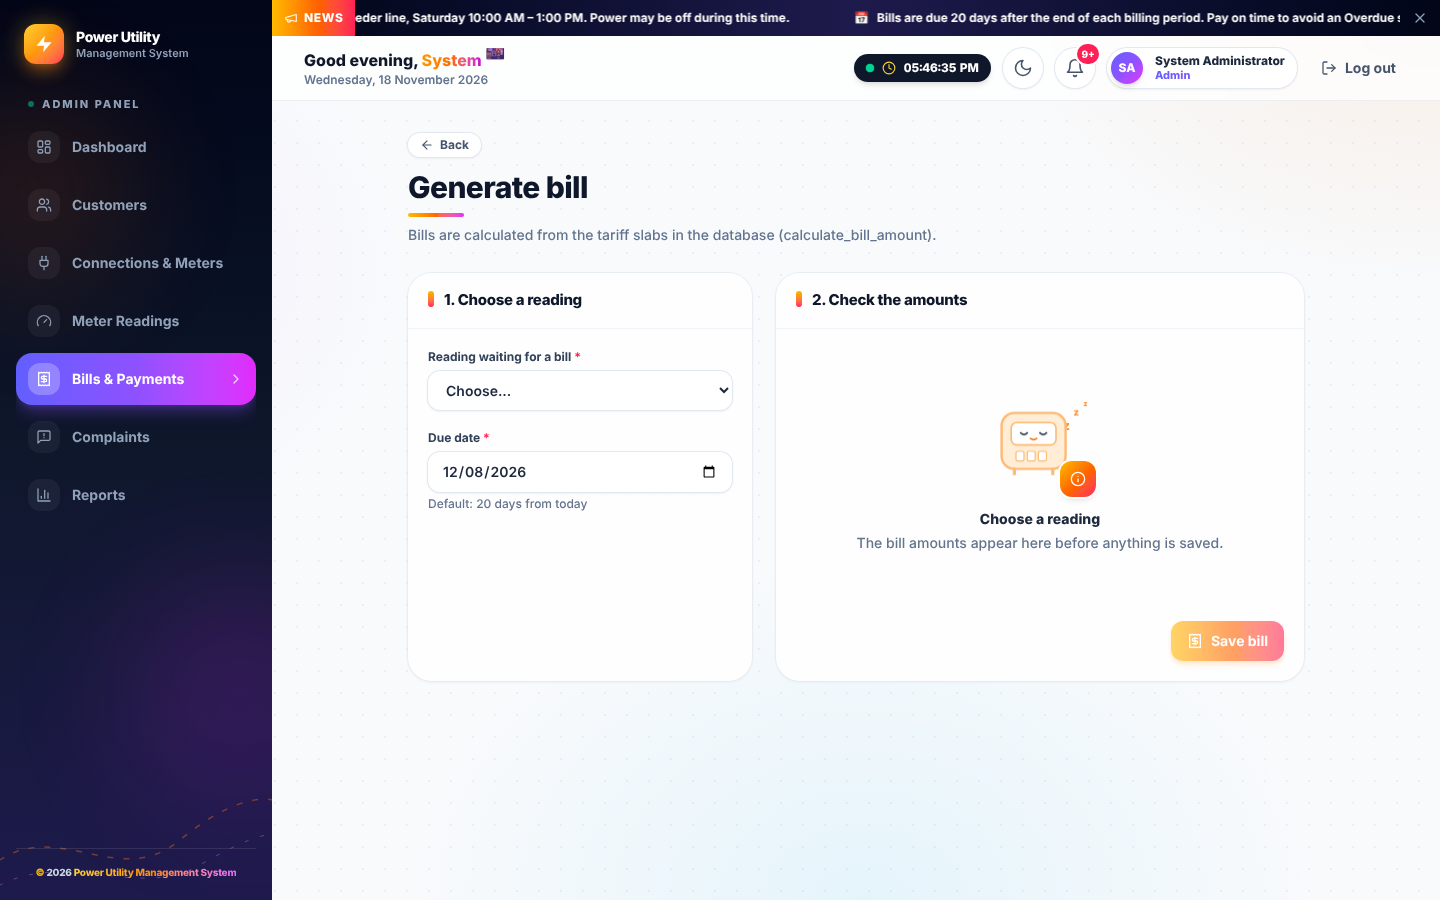 NEWS
eder line, Saturday 10:00 AM – 1:00 PM. Power may be off during this time.
Bills are due 20 days after the end of each billing period. Pay on time to avoid an Overdue
Power Utility
Management System
Good evening, System
Wednesday, 18 November 2026
05:46:35 PM
9+
SA
System Administrator
Admin
Log out
ADMIN PANEL
Dashboard
Customers
Connections & Meters
Meter Readings
Bills & Payments
Complaints
Reports
© 2026 Power Utility Management System
Back
Generate bill
Bills are calculated from the tariff slabs in the database (calculate_bill_amount).
1. Choose a reading
Reading waiting for a bill *
Choose...
Due date *
12/08/2026
Default: 20 days from today
2. Check the amounts
z z z
Choose a reading
The bill amounts appear here before anything is saved.
Save bill